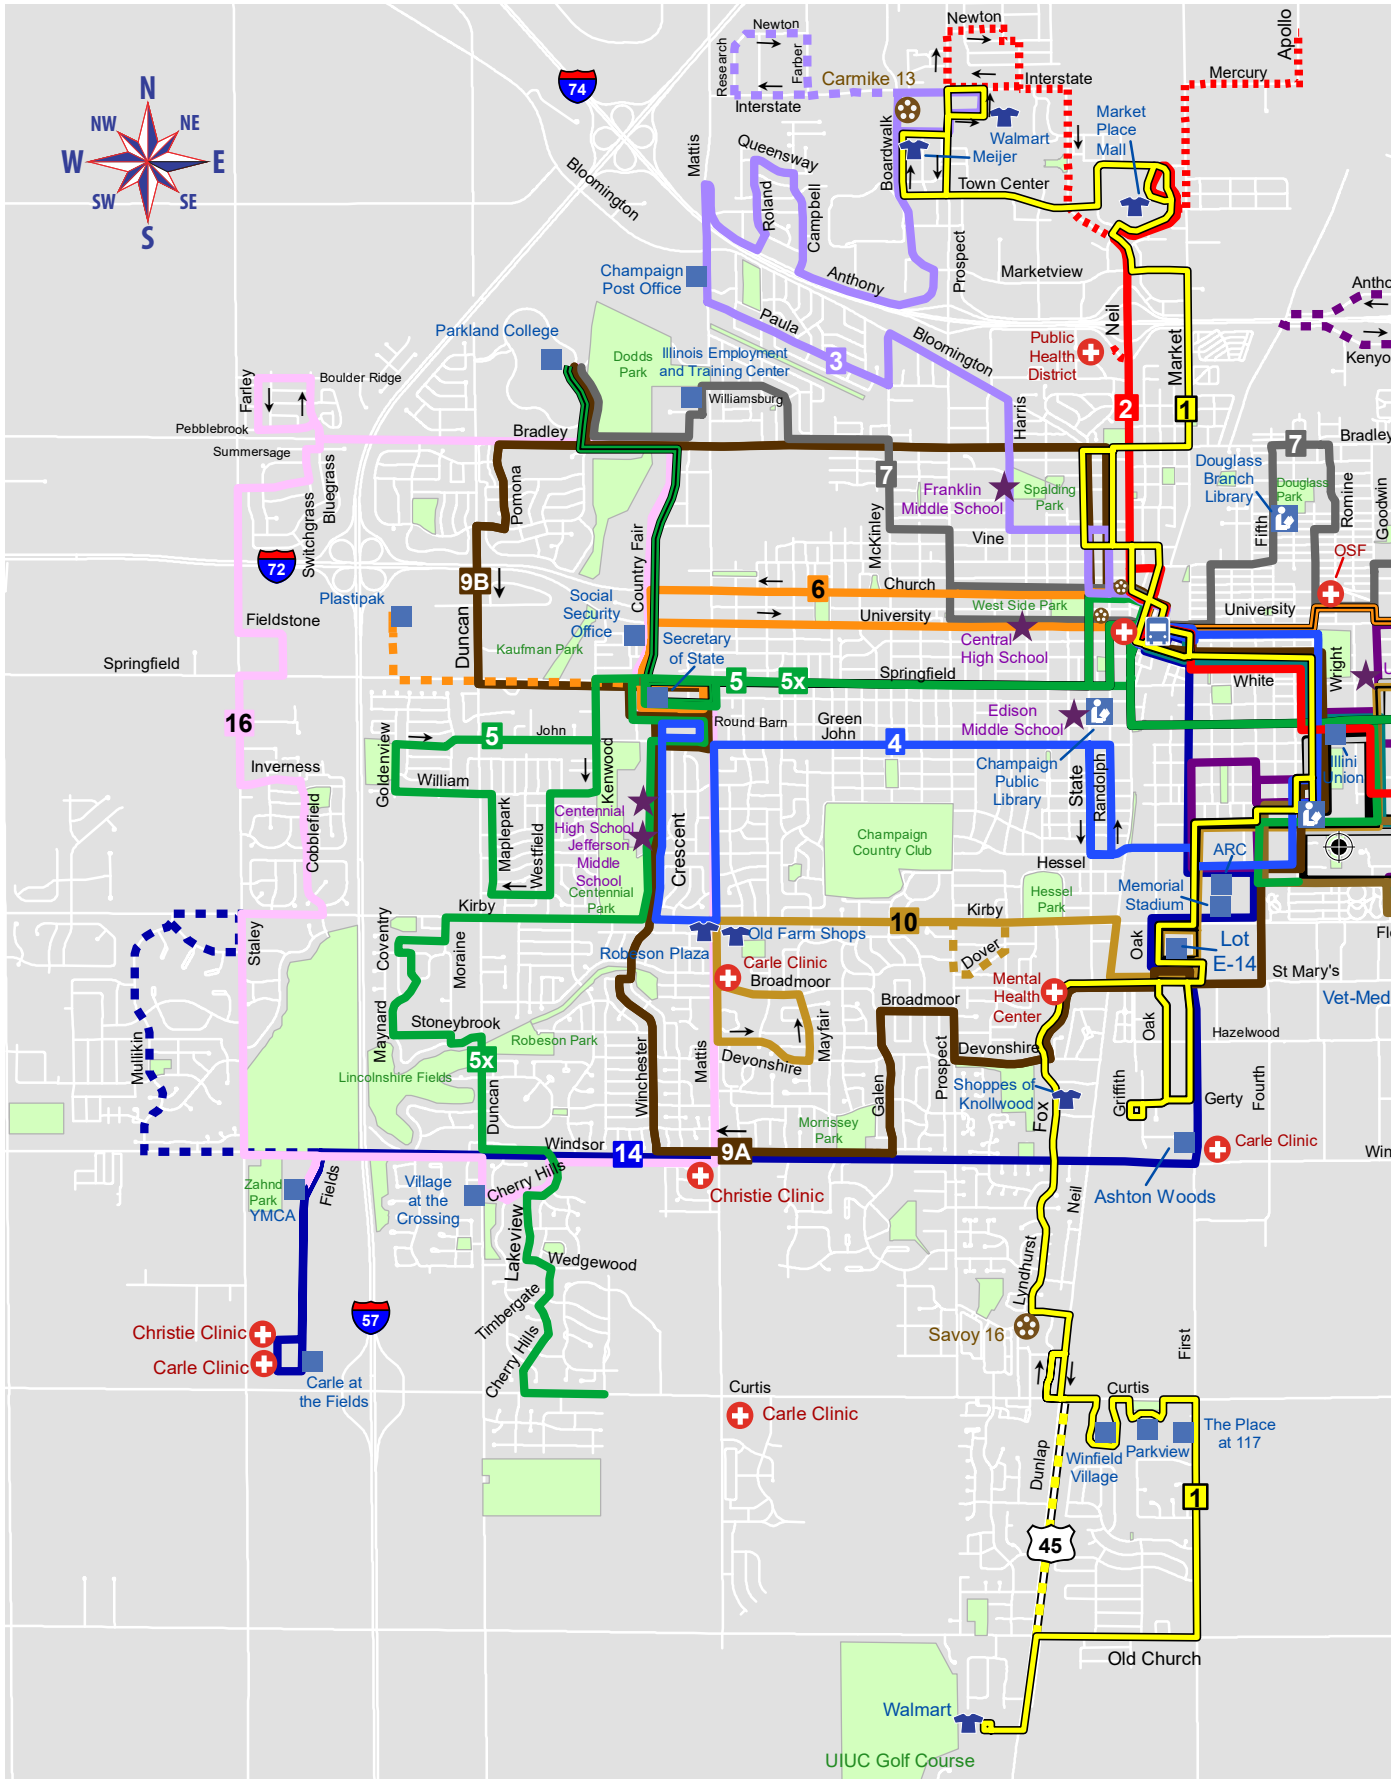 Newton
Research
Farber
Interstate
Carmike 13
Newton
Interstate
Apollo
Mercury
74
N
NW
NE
W
E
SW
SE
S
Mattis
Queensway
Roland
Campbell
Boardwalk
Walmart
Meijer
Town Center
Market
Place
Mall
Bloomington
Champaign
Post Office
Anthony
Prospect
Marketview
Paula
Bloomington
Neil
Market
Antho
Kenyo
Parkland College
Dodds
Park
Illinois Employment
and Training Center
3
Public
Health
District
Farley
Boulder Ridge
Williamsburg
Harris
2
1
Pebblebrook
Summersage
Bradley
7
Bradley
Switchgrass
Bluegrass
Pomona
7
Franklin
Middle School
Spalding
Park
Douglass
Branch
Library
Douglass
Park
Fifth
Romine
Goodwin
McKinley
Vine
Country Fair
OSF
72
9B
Plastipak
Duncan
Social
Security
Office
6
Church
University
West Side Park
University
Fieldstone
Springfield
Kaufman Park
Secretary
of State
Central
High School
5
5x
Springfield
White
Wright
U
16
Edison
Middle School
Goldenview
5
John
Round Barn
Green
John
4
Inverness
William
Kenwood
Champaign
Public
Library
State
Randolph
Illini
Union
Cobblefield
Maplepark
Westfield
Centennial
High School
Jefferson
Middle
School
Centennial
Park
Crescent
Champaign
Country Club
Hessel
ARC
Hessel
Park
Memorial
Stadium
Kirby
10
Kirby
Staley
Coventry
Moraine
Robeson Plaza
Old Farm Shops
Dover
Oak
Lot
E-14
Flo
Carle Clinic
Broadmoor
Mental
Health
Center
St Mary's
Vet-Med
Mullikin
Maynard
Stoneybrook
Robeson Park
5x
Lincolnshire Fields
Duncan
Winchester
Mattis
Devonshire
Mayfair
Broadmoor
Galen
Prospect
Devonshire
Oak
Hazelwood
Shoppes of
Knollwood
Fox
Griffith
Gerty
Fourth
Morrissey
Park
Windsor
14
9A
Carle Clinic
Win
Zahnd
Park
YMCA
Fields
Village
at the
Crossing
Cherry Hills
Christie Clinic
Ashton Woods
Neil
Lakeview
Wedgewood
Timbergate
Cherry Hills
Lyndhurst
Christie Clinic
Carle Clinic
57
Carle at
the Fields
Savoy 16
First
Curtis
Carle Clinic
Curtis
Dunlap
Winfield
Village
Parkview
The Place
at 117
1
45
Old Church
Walmart
UIUC Golf Course